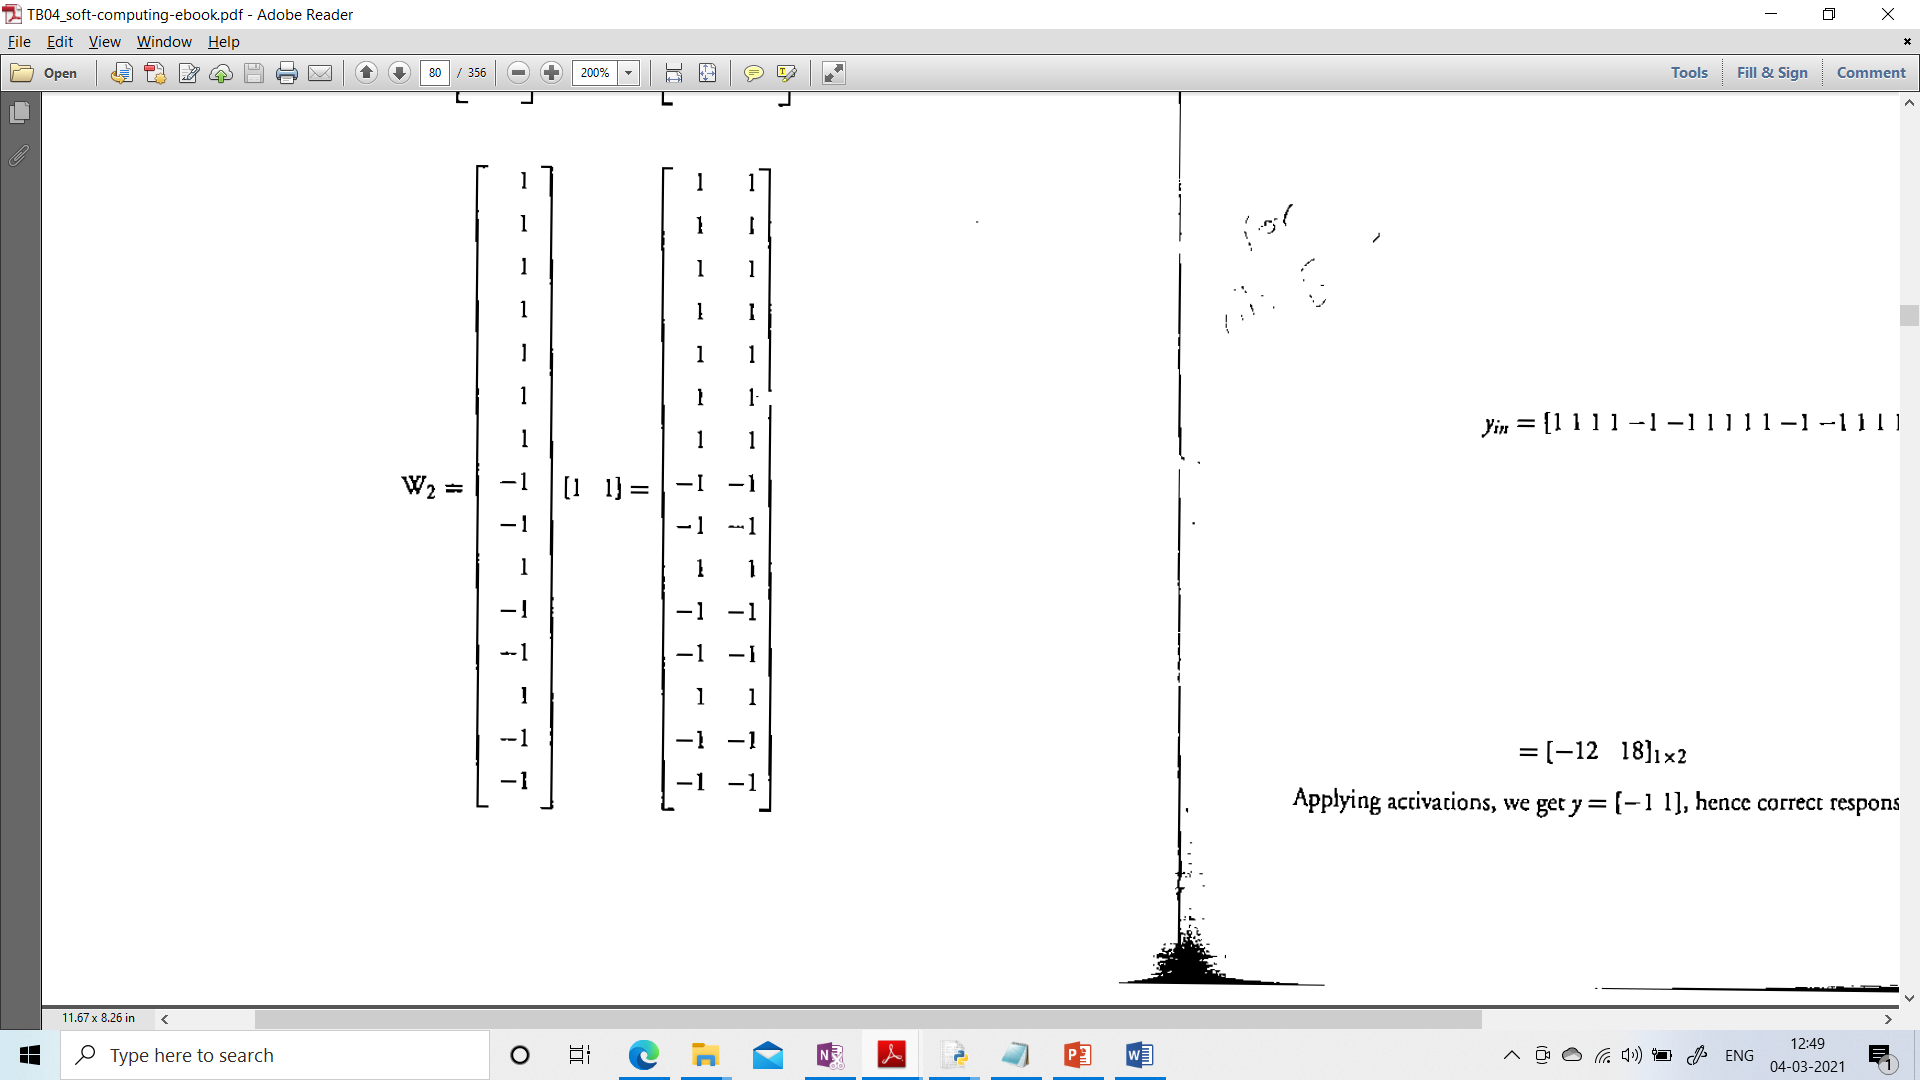 TB04_soft-computing-ebook.pdf - Adobe Reader
File Edit View Window Help
Open 80 / 356 200% Tools Fill & Sign Comment
1 1 1
1 1 1
1 1 1
1 1 1
1 1 1
1 1 1
1 1 1
W2 = −1 [1 1] = −1 −1
−1 −1 −1
1 1 1
−1 −1 −1
−1 −1 −1
1 1 1
−1 −1 −1
−1 −1 −1
yin = [1 1 1 1 −1 −1 1 1 1 1 1 −1 −1 1 1 1 1
= [−12 18]1×2
Applying activations, we get y = [−1 1], hence correct respons
11.67 x 8.26 in
Type here to search
ENG
12:49
04-03-2021
1